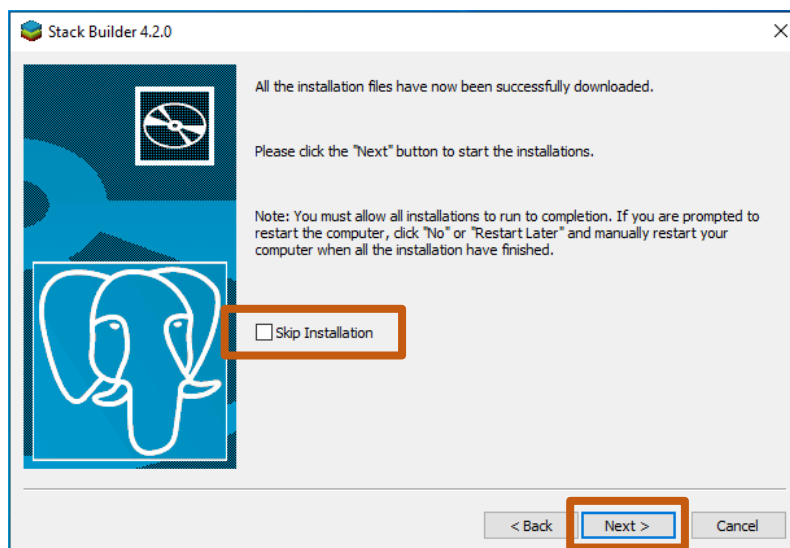 Stack Builder 4.2.0
All the installation files have now been successfully downloaded.
Please click the "Next" button to start the installations.
Note: You must allow all installations to run to completion. If you are prompted to
restart the computer, click "No" or "Restart Later" and manually restart your
computer when all the installation have finished.
Skip Installation
< Back
Next >
Cancel